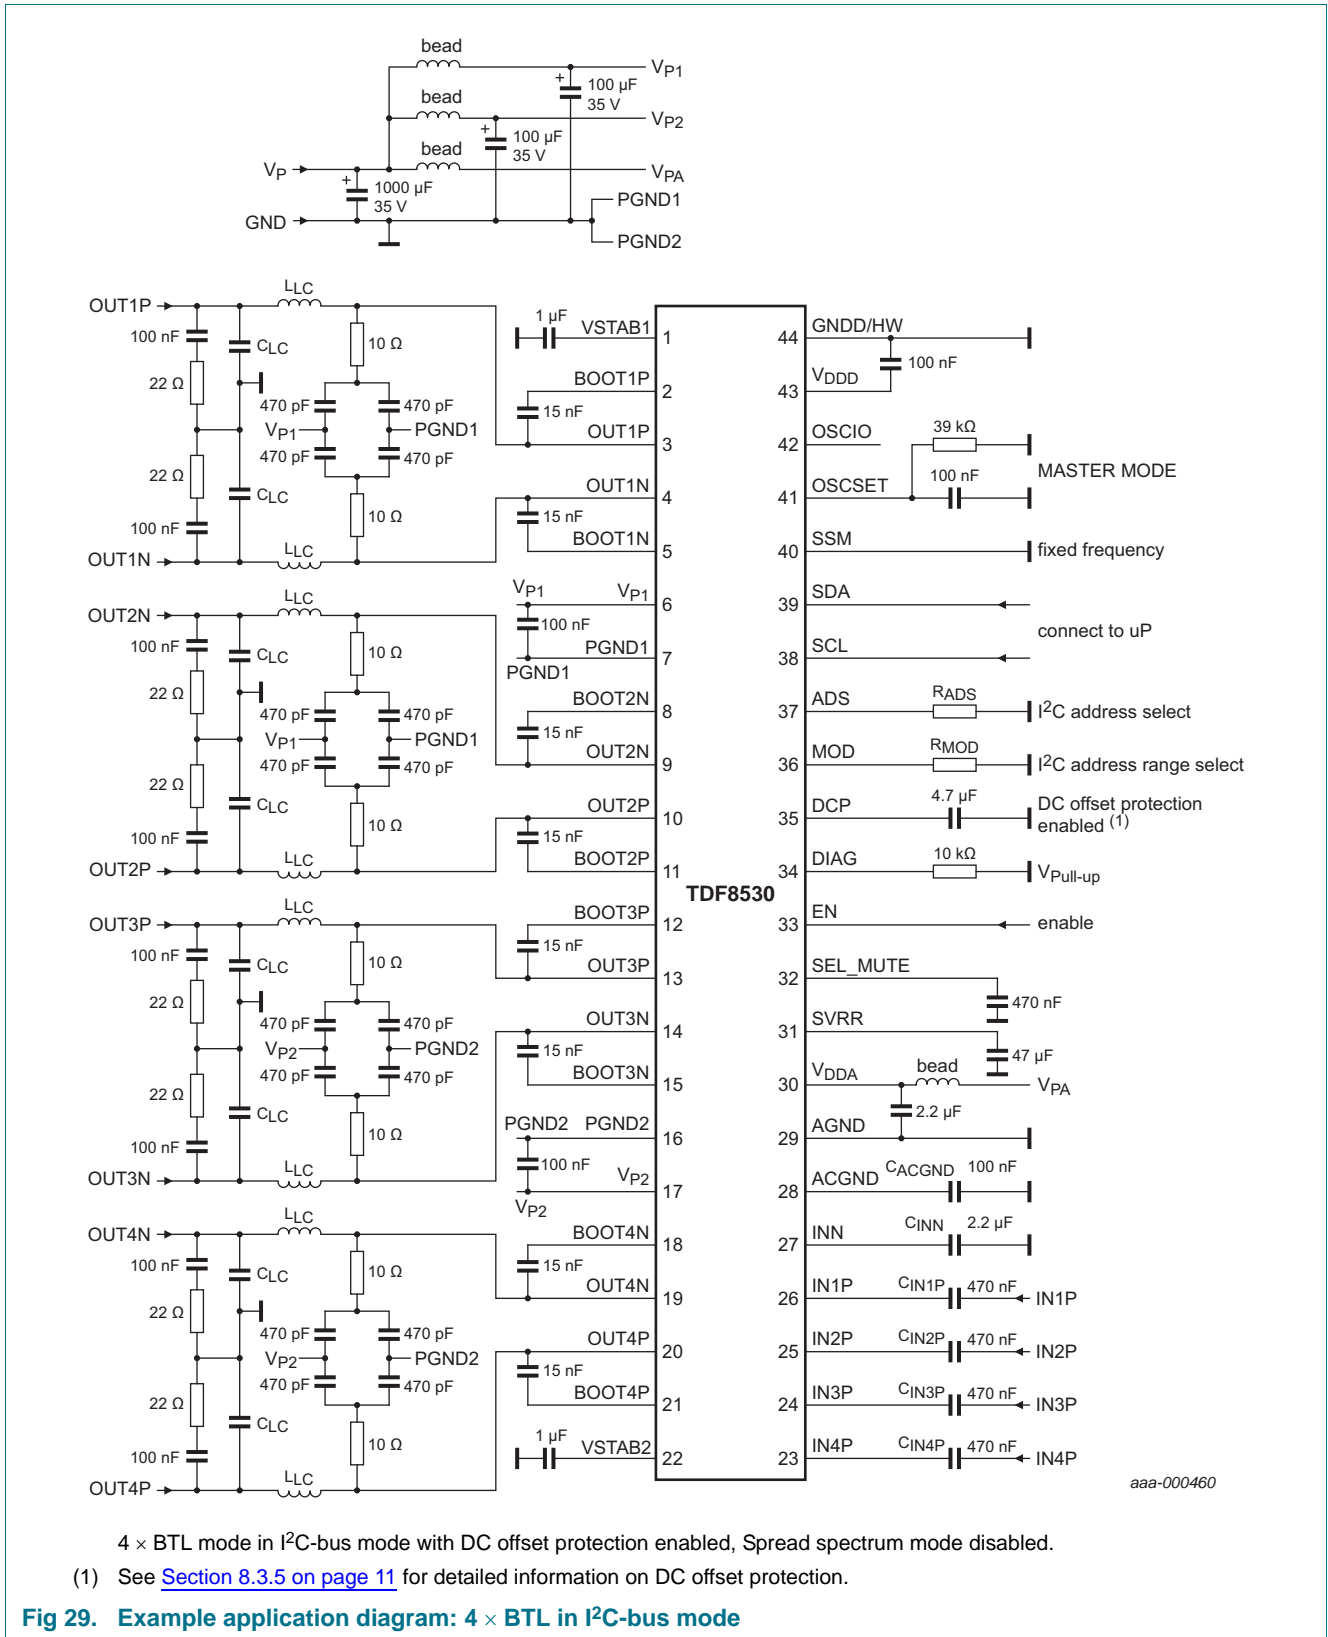 bead
VP1
+
100 µF
35 V
bead
VP2
+
100 µF
35 V
bead
VP
VPA
+
1000 µF
35 V
PGND1
GND
PGND2
OUT1P
LLC
100 nF
CLC
10 Ω
22 Ω
470 pF
470 pF
VP1
PGND1
470 pF
470 pF
22 Ω
CLC
10 Ω
100 nF
LLC
OUT1N
OUT2N
LLC
100 nF
CLC
10 Ω
22 Ω
470 pF
470 pF
VP1
PGND1
470 pF
470 pF
22 Ω
CLC
10 Ω
100 nF
LLC
OUT2P
OUT3P
LLC
100 nF
CLC
10 Ω
22 Ω
470 pF
470 pF
VP2
PGND2
470 pF
470 pF
22 Ω
CLC
10 Ω
100 nF
LLC
OUT3N
OUT4N
LLC
100 nF
CLC
10 Ω
22 Ω
470 pF
470 pF
VP2
PGND2
470 pF
470 pF
22 Ω
CLC
10 Ω
100 nF
LLC
OUT4P
1 µF
VSTAB1
1
BOOT1P
2
15 nF
OUT1P
3
OUT1N
4
15 nF
BOOT1N
5
VP1
VP1
6
100 nF
PGND1
7
PGND1
BOOT2N
8
15 nF
OUT2N
9
OUT2P
10
15 nF
BOOT2P
11
TDF8530
BOOT3P
12
15 nF
OUT3P
13
OUT3N
14
15 nF
BOOT3N
15
PGND2
PGND2
16
100 nF
VP2
17
VP2
BOOT4N
18
15 nF
OUT4N
19
OUT4P
20
15 nF
BOOT4P
21
1 µF
VSTAB2
22
44
GNDD/HW
100 nF
43
VDDD
42
OSCIO
39 kΩ
41
OSCSET
100 nF
MASTER MODE
40
SSM
fixed frequency
39
SDA
connect to uP
38
SCL
37
ADS
RADS
I2C address select
36
MOD
RMOD
I2C address range select
35
DCP
4.7 µF
DC offset protection
enabled (1)
34
DIAG
10 kΩ
VPull-up
33
EN
enable
32
SEL_MUTE
470 nF
31
SVRR
47 µF
30
VDDA
bead
VPA
2.2 µF
29
AGND
28
ACGND
CACGND
100 nF
27
INN
CINN
2.2 µF
26
IN1P
CIN1P
470 nF
IN1P
25
IN2P
CIN2P
470 nF
IN2P
24
IN3P
CIN3P
470 nF
IN3P
23
IN4P
CIN4P
470 nF
IN4P
aaa-000460
4 × BTL mode in I2C-bus mode with DC offset protection enabled, Spread spectrum mode disabled.
(1) See Section 8.3.5 on page 11 for detailed information on DC offset protection.
Fig 29. Example application diagram: 4 × BTL in I2C-bus mode